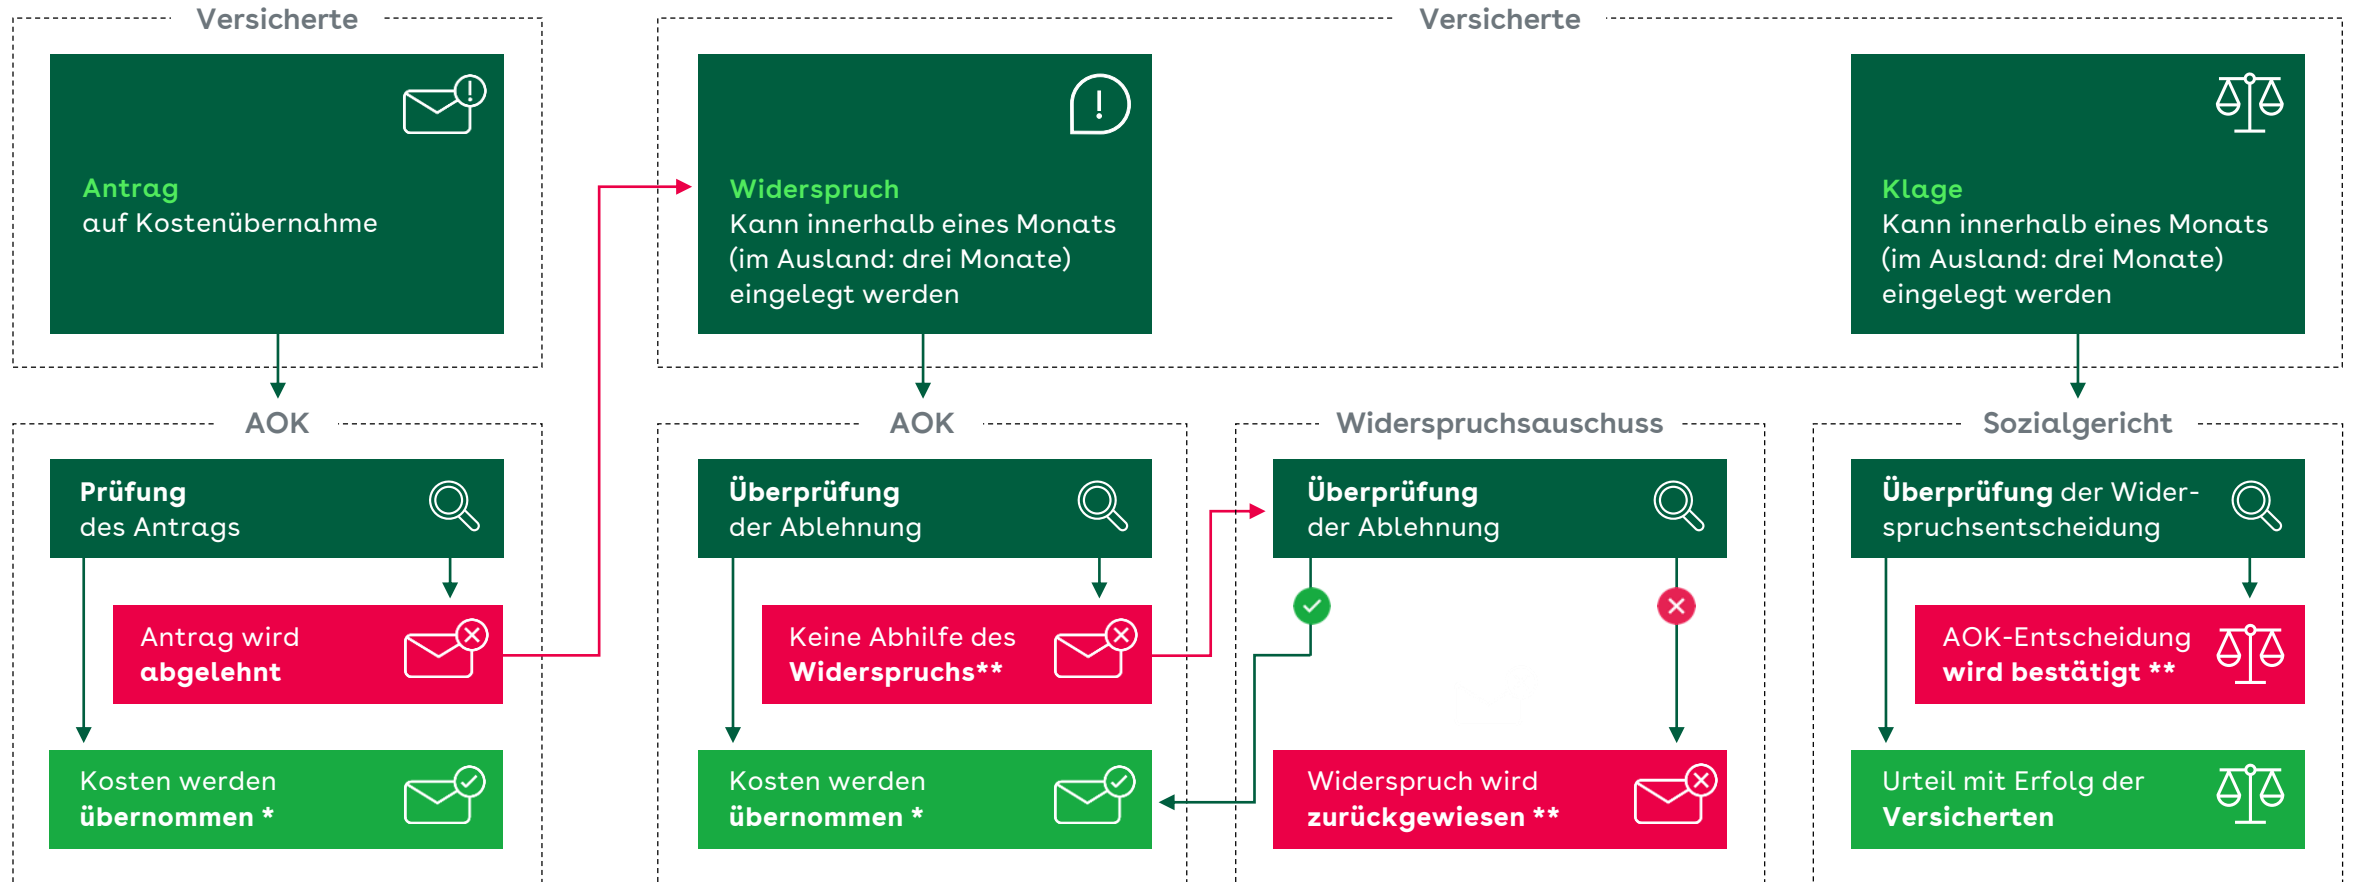 Versicherte
Antrag
auf Kostenübernahme
Versicherte
Widerspruch
Kann innerhalb eines Monats
(im Ausland: drei Monate)
eingelegt werden
Klage
Kann innerhalb eines Monats
(im Ausland: drei Monate)
eingelegt werden
AOK
Prüfung
des Antrags
Antrag wird
abgelehnt
Kosten werden
übernommen *
AOK
Überprüfung
der Ablehnung
Keine Abhilfe des
Widerspruchs**
Kosten werden
übernommen *
Widerspruchsauschuss
Überprüfung
der Ablehnung
Widerspruch wird
zurückgewiesen **
Sozialgericht
Überprüfung der Wider-
spruchsentscheidung
AOK-Entscheidung
wird bestätigt **
Urteil mit Erfolg der
Versicherten